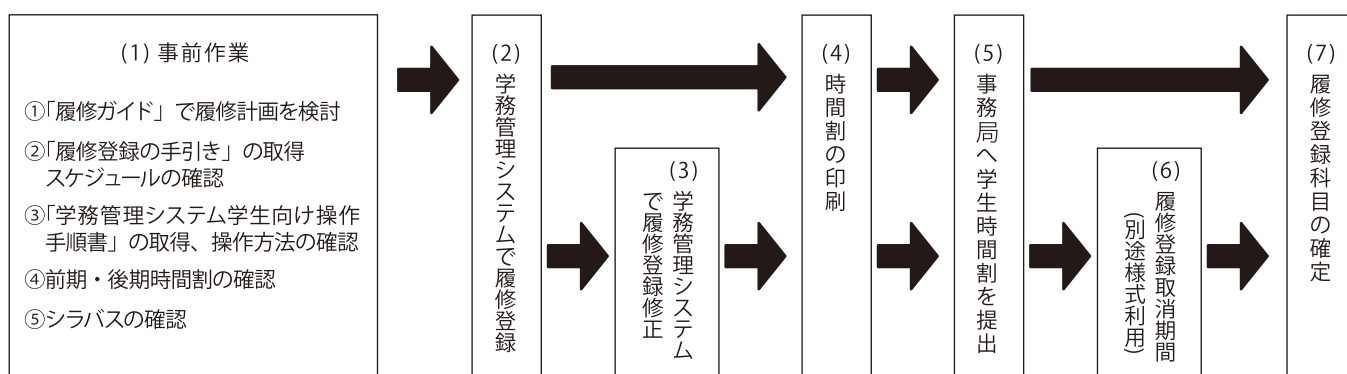 (1) 事前作業
①「履修ガイド」で履修計画を検討
②「履修登録の手引き」の取得
スケジュールの確認
③「学務管理システム学生向け操作
手順書」の取得、操作方法の確認
④前期・後期時間割の確認
⑤シラバスの確認
(2) 学務管理システムで履修登録
(3) 学務管理システム
で履修登録修正
(4) 時間割の印刷
(5) 事務局へ学生時間割を提出
(6) 履修登録取消期間
(別途様式利用)
(7) 履修登録科目の確定